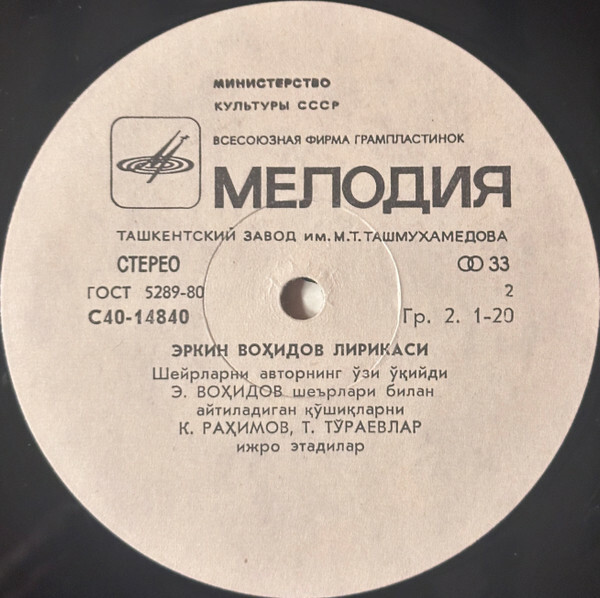 МИНИСТЕРСТВО
КУЛЬТУРЫ СССР
ВСЕСОЮЗНАЯ ФИРМА ГРАМПЛАСТИНОК
МЕЛОДИЯ
ТАШКЕНТСКИЙ ЗАВОД им. М.Т. ТАШМУХАМЕДОВА
СТЕРЕО 33
ГОСТ 5289-80 2
С40-14840 Гр. 2. 1-20
ЭРКИН ВОҲИДОВ ЛИРИКАСИ
Шейрларни авторнинг ўзи ўқийди
Э. ВОҲИДОВ шеърлари билан
айтиладиган қўшиқларни
К. РАҲИМОВ, Т. ТЎРАЕВЛАР
ижро этадилар